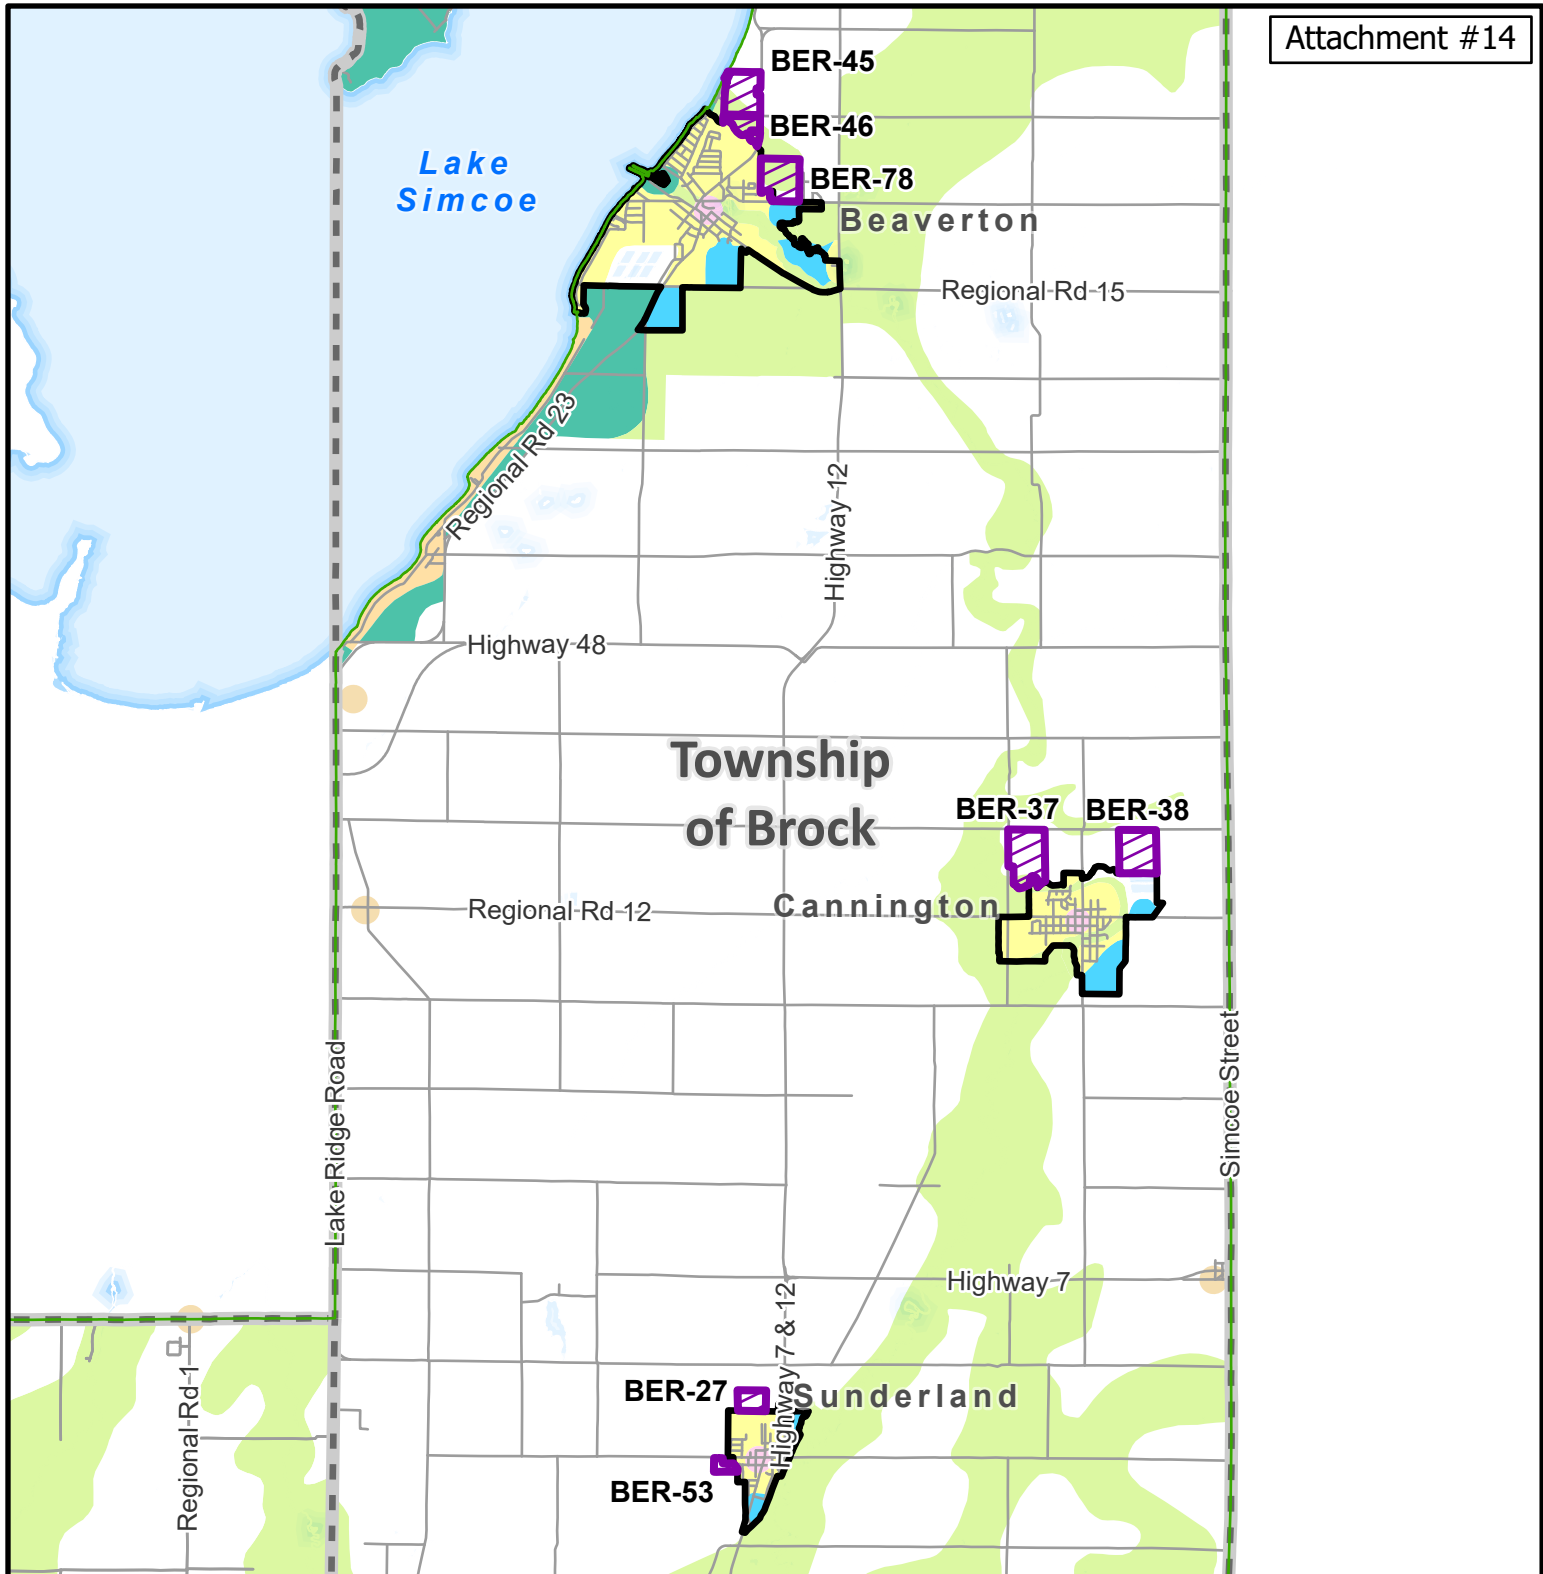 Attachment #14
BER-45
BER-46
Lake
Simcoe
BER-78
Beaverton
Regional Rd 15
Regional Rd 23
Highway 12
Highway 48
Township
of Brock
BER-37
BER-38
Cannington
Regional Rd 12
Lake Ridge Road
Simcoe Street
Highway 7
Highway 7 & 12
Regional Rd 1
BER-27
Sunderland
BER-53